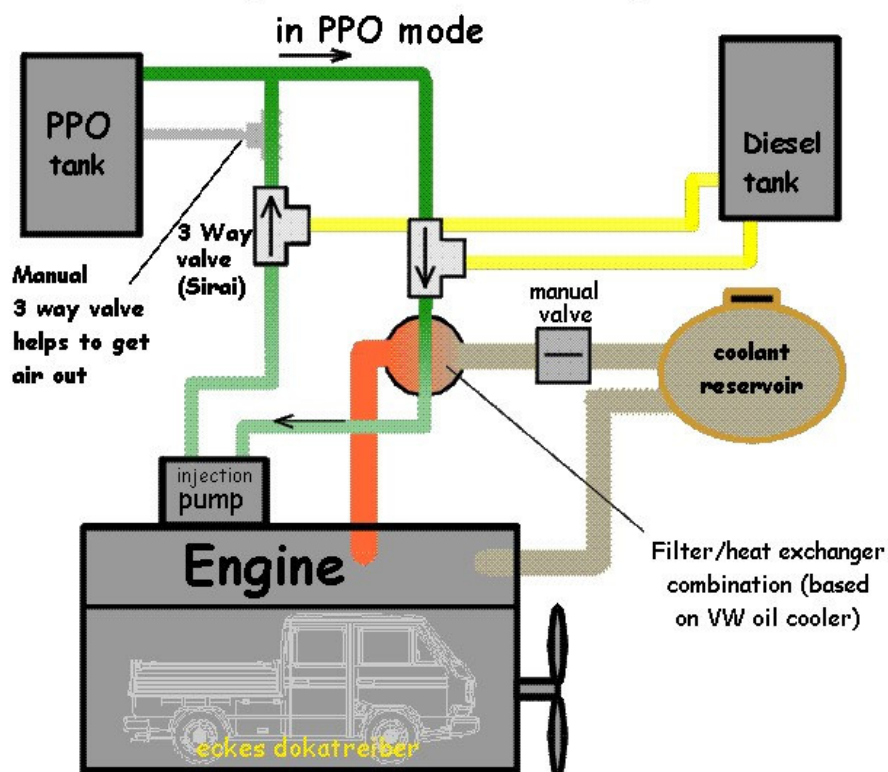 in PPO mode
PPO
tank
Diesel
tank
3 Way
valve
(Sirai)
Manual
3 way valve
helps to get
air out
manual
valve
coolant
reservoir
injection
pump
Engine
Filter/heat exchanger
combination (based
on VW oil cooler)
eckes dokatreiber